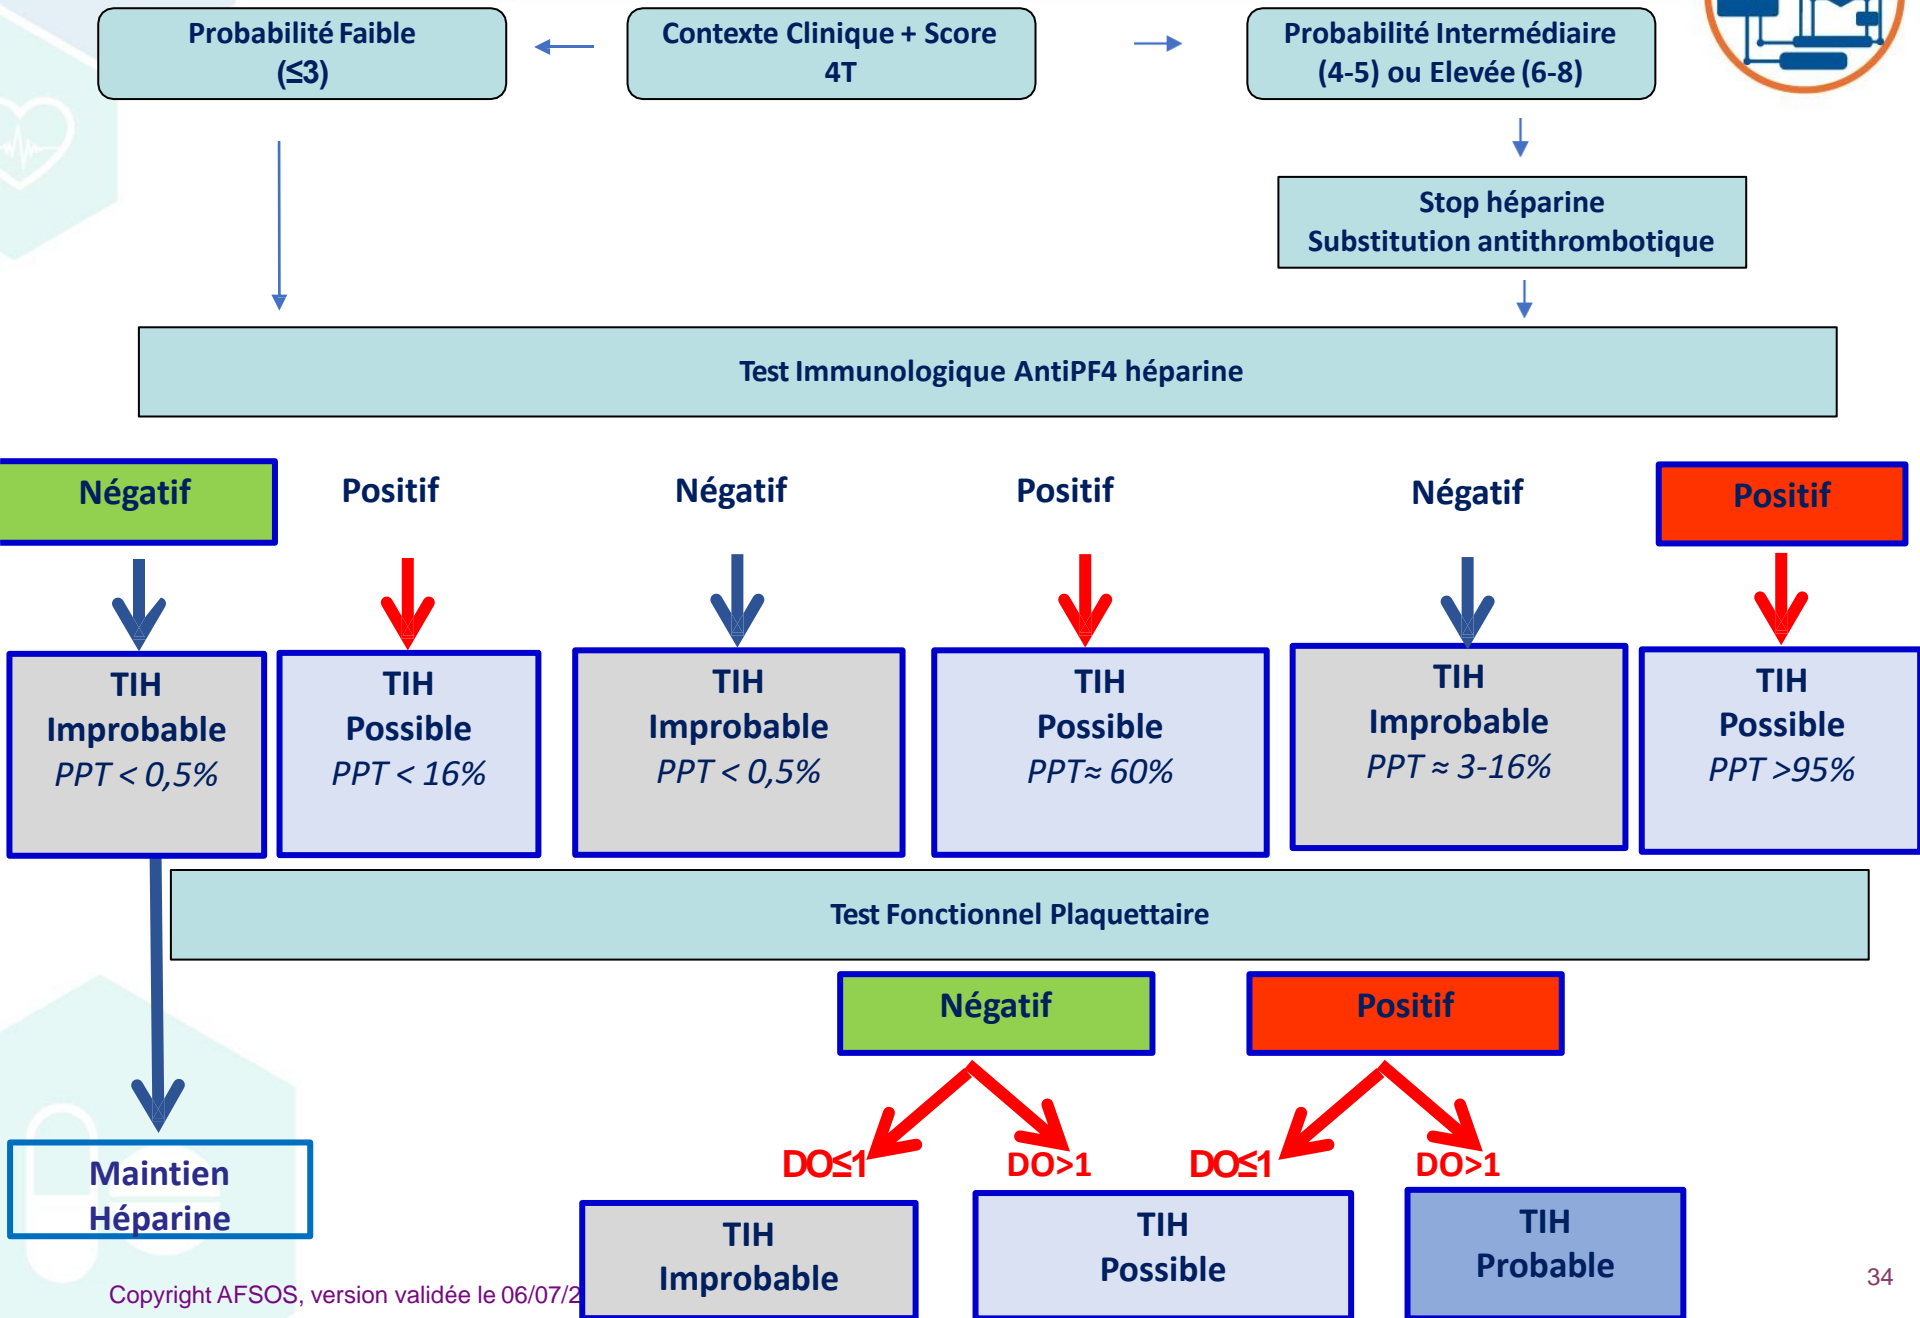 Probabilité Faible
(≤3)
Contexte Clinique + Score
4T
Probabilité Intermédiaire
(4-5) ou Elevée (6-8)
Stop héparine
Substitution antithrombotique
Test Immunologique AntiPF4 héparine
Négatif
Positif
Négatif
Positif
Négatif
Positif
TIH
Improbable
PPT < 0,5%
TIH
Possible
PPT < 16%
TIH
Improbable
PPT < 0,5%
TIH
Possible
PPT≈ 60%
TIH
Improbable
PPT ≈ 3-16%
TIH
Possible
PPT >95%
Test Fonctionnel Plaquettaire
Négatif
Positif
DO≤1
DO>1
DO≤1
DO>1
Maintien
Héparine
TIH
Improbable
TIH
Possible
TIH
Probable
Copyright AFSOS, version validée le 06/07/2
34